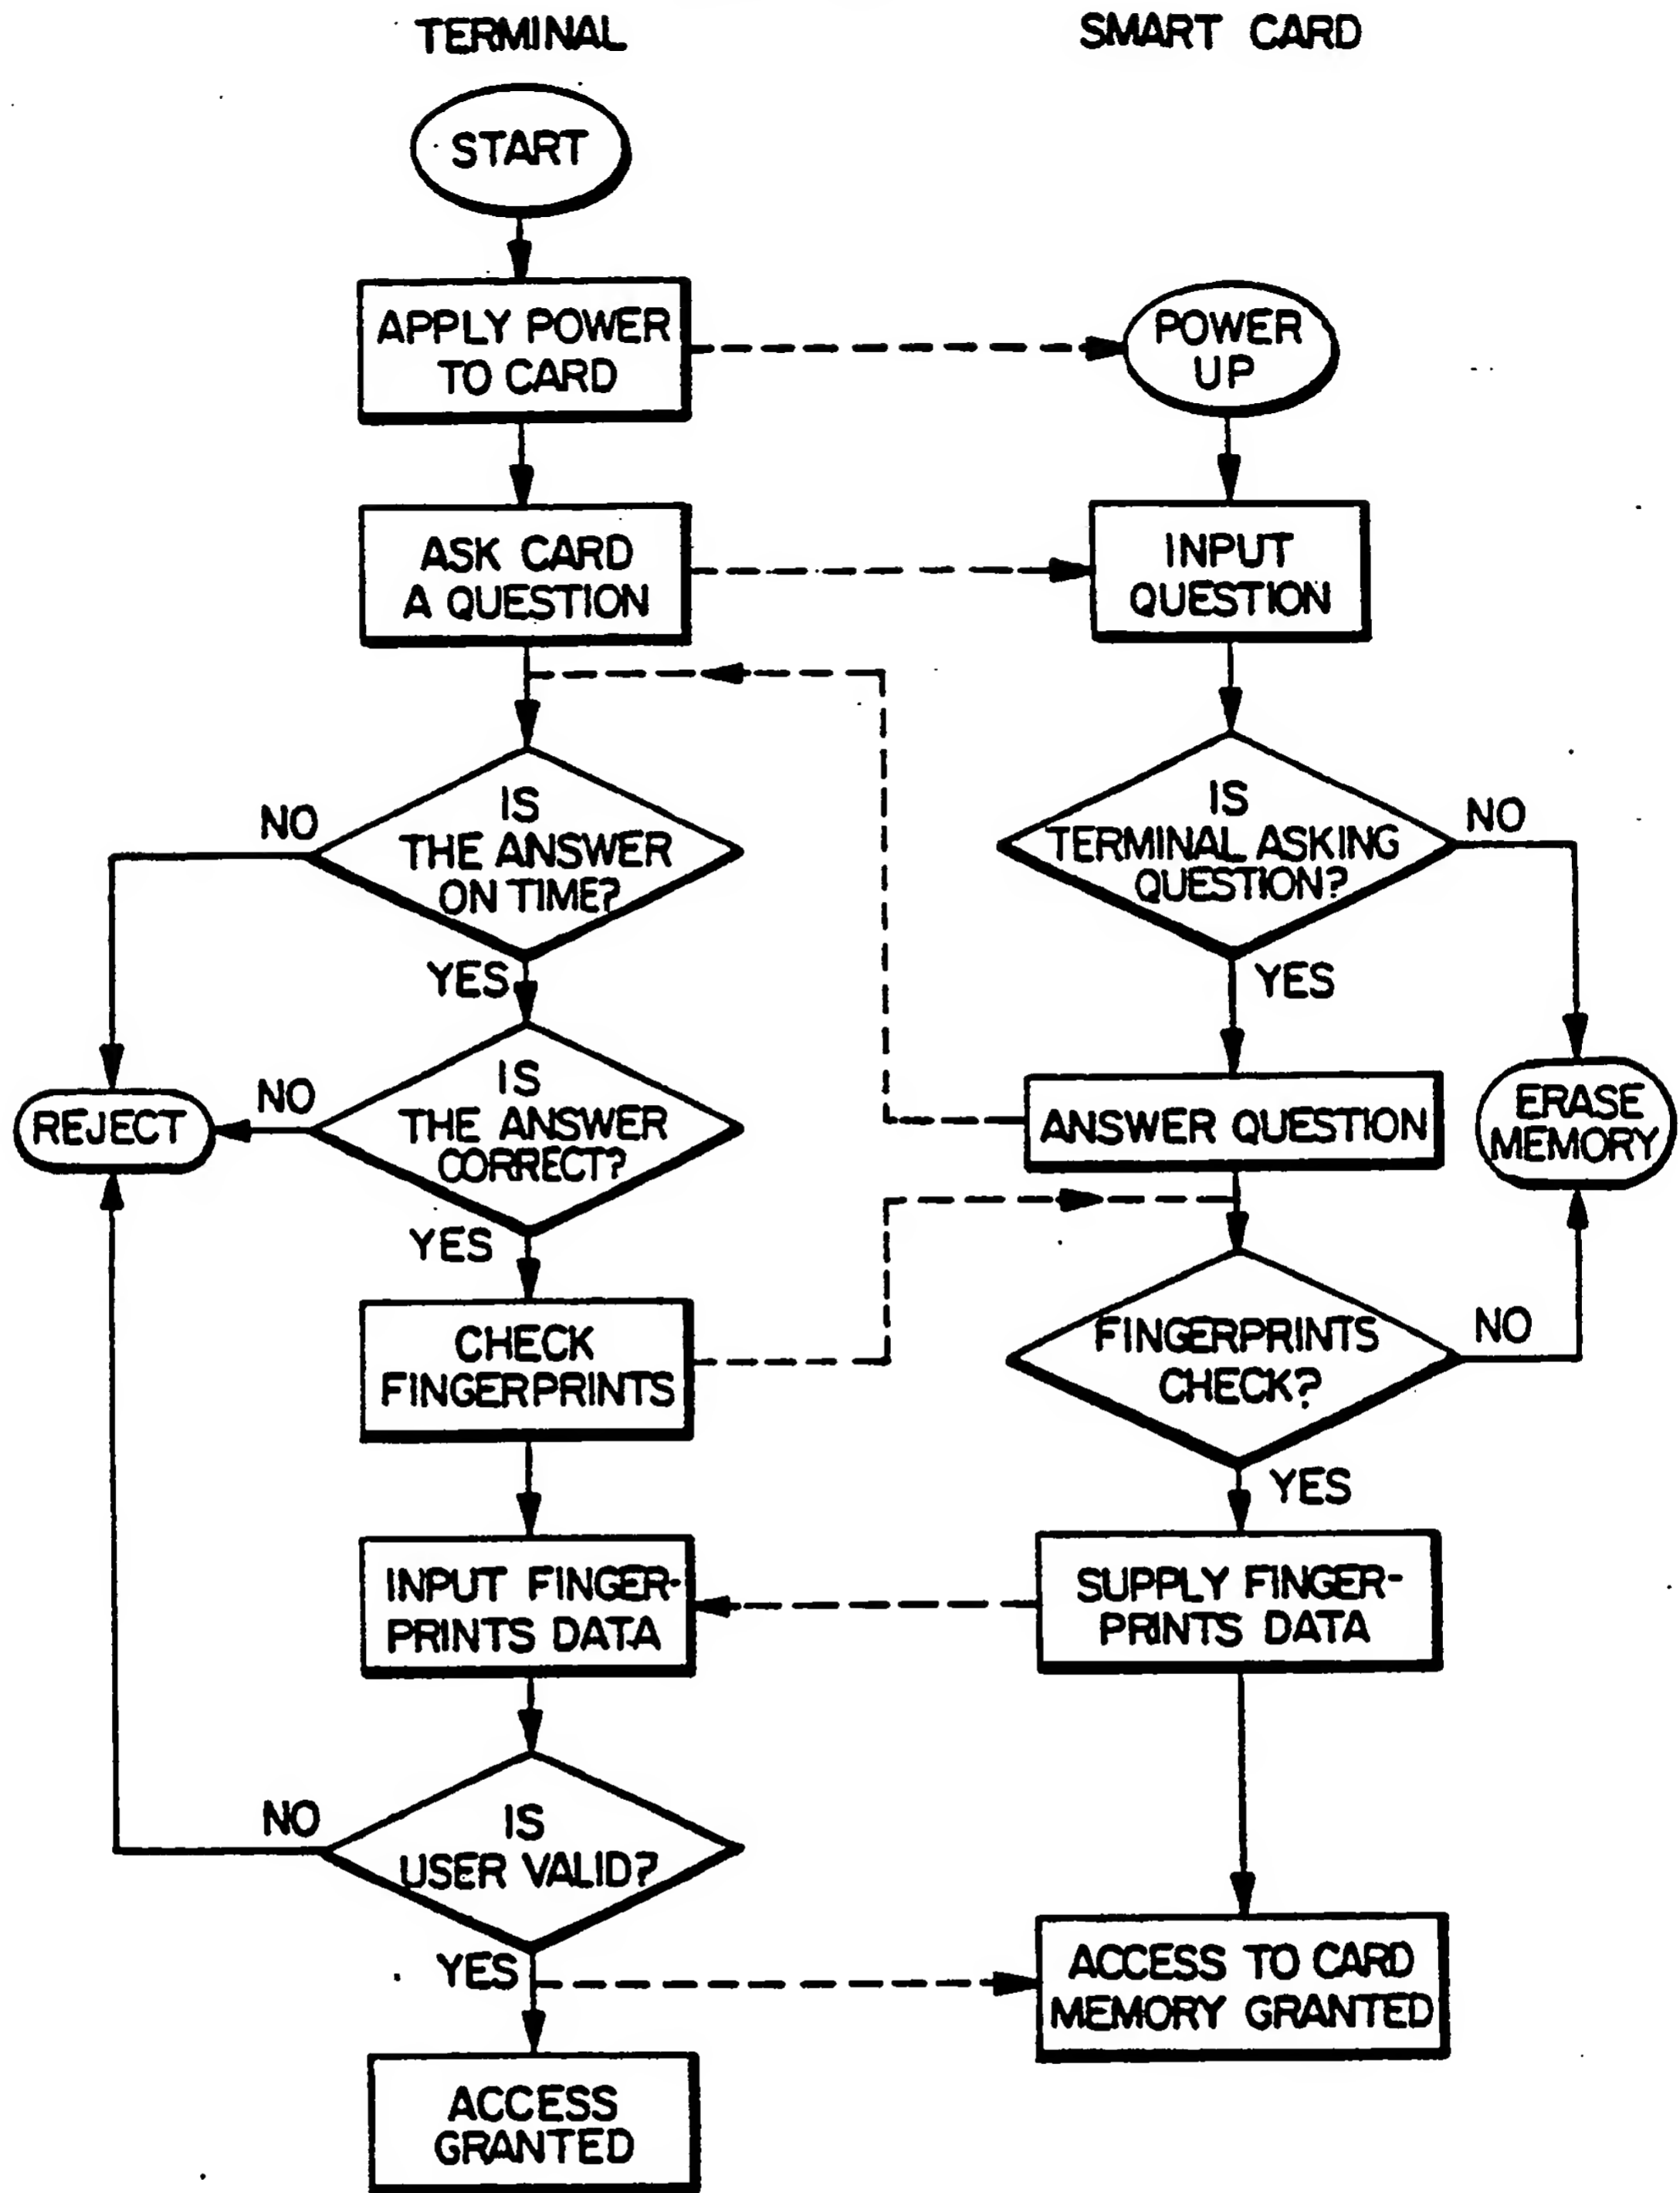 TERMINAL
SMART CARD
START
APPLY POWER
TO CARD
POWER
UP
ASK CARD
A QUESTION
INPUT
QUESTION
IS
THE ANSWER
ON TIME?
NO
YES
IS
TERMINAL ASKING
QUESTION?
NO
YES
REJECT
NO
IS
THE ANSWER
CORRECT?
YES
ANSWER QUESTION
ERASE
MEMORY
CHECK
FINGERPRINTS
FINGERPRINTS
CHECK?
NO
YES
INPUT FINGER-
PRINTS DATA
SUPPLY FINGER-
PRINTS DATA
NO
IS
USER VALID?
YES
ACCESS TO CARD
MEMORY GRANTED
ACCESS
GRANTED